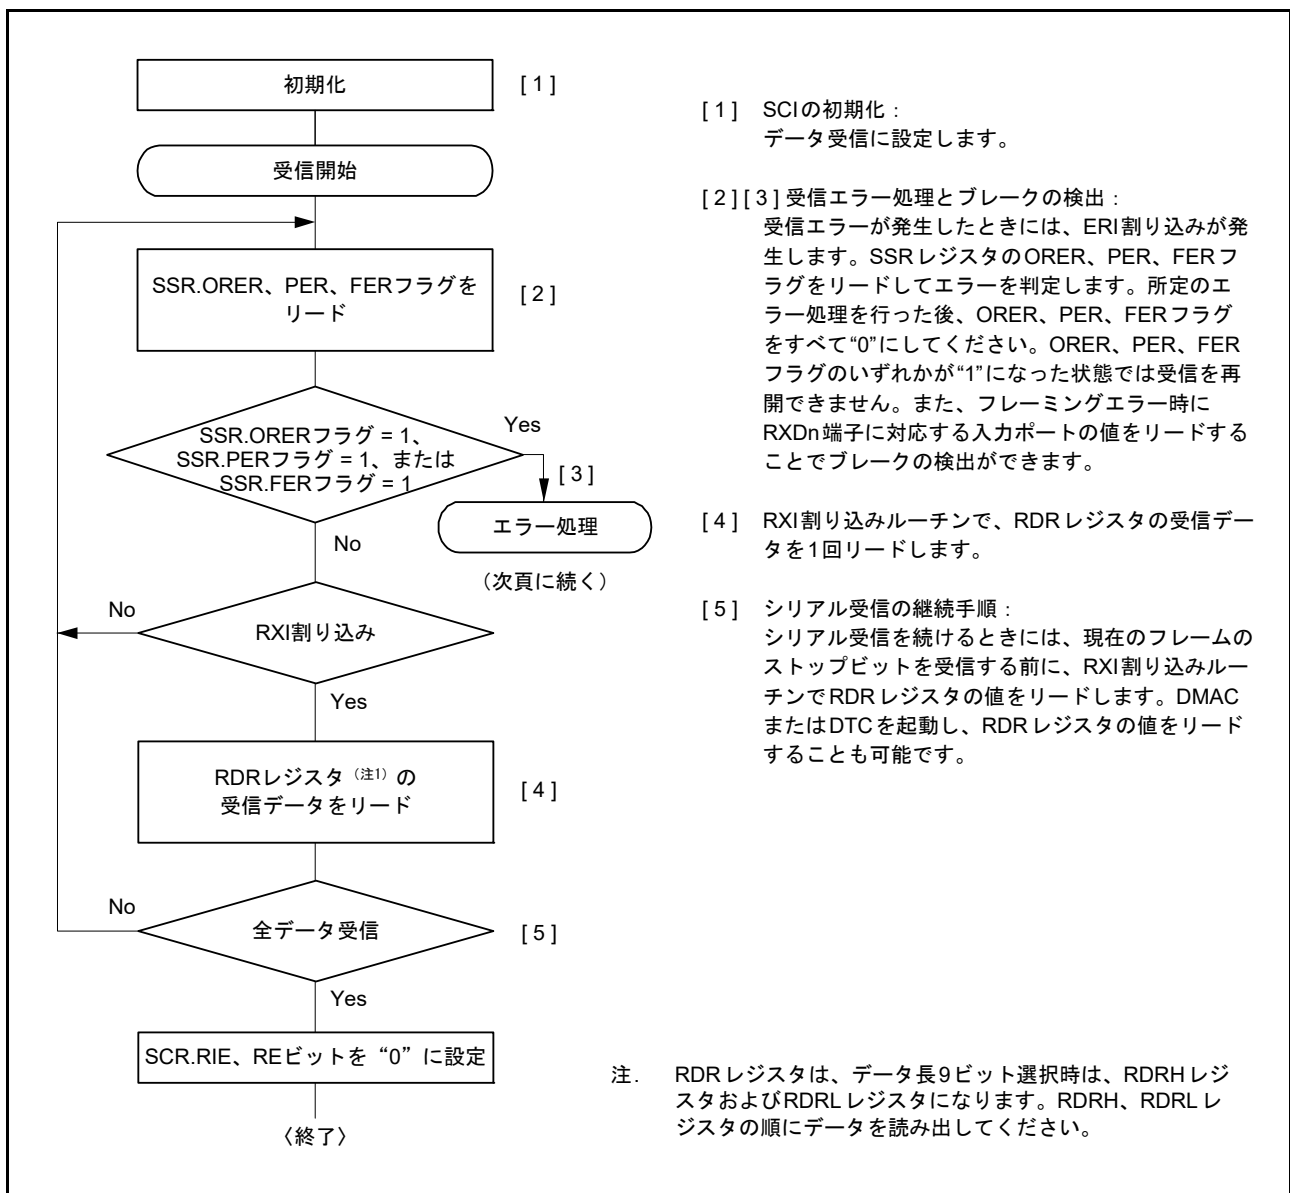 初期化
[ 1 ]
受信開始
SSR.ORER、PER、FERフラグを
リード
[ 2 ]
SSR.ORERフラグ = 1、
SSR.PERフラグ = 1、または
SSR.FERフラグ = 1
Yes
[ 3 ]
エラー処理
（次頁に続く）
No
RXI割り込み
No
Yes
RDRレジスタ（注1）の
受信データをリード
[ 4 ]
No
全データ受信
[ 5 ]
Yes
SCR.RIE、REビットを“0”に設定
〈終了〉
[ 1 ] SCIの初期化：
データ受信に設定します。
[ 2 ] [ 3 ] 受信エラー処理とブレークの検出：
受信エラーが発生したときには、ERI割り込みが発
生します。SSRレジスタのORER、PER、FERフ
ラグをリードしてエラーを判定します。所定のエ
ラー処理を行った後、ORER、PER、FERフラグ
をすべて“0”にしてください。ORER、PER、FER
フラグのいずれかが“1”になった状態では受信を再
開できません。また、フレーミングエラー時に
RXDn端子に対応する入力ポートの値をリードする
ことでブレークの検出ができます。
[ 4 ] RXI割り込みルーチンで、RDRレジスタの受信デー
タを1回リードします。
[ 5 ] シリアル受信の継続手順：
シリアル受信を続けるときには、現在のフレームの
ストップビットを受信する前に、RXI割り込みルー
チンでRDRレジスタの値をリードします。DMAC
またはDTCを起動し、RDRレジスタの値をリード
することも可能です。
注. RDRレジスタは、データ長9ビット選択時は、RDRHレジ
スタおよびRDRLレジスタになります。RDRH、RDRLレ
ジスタの順にデータを読み出してください。